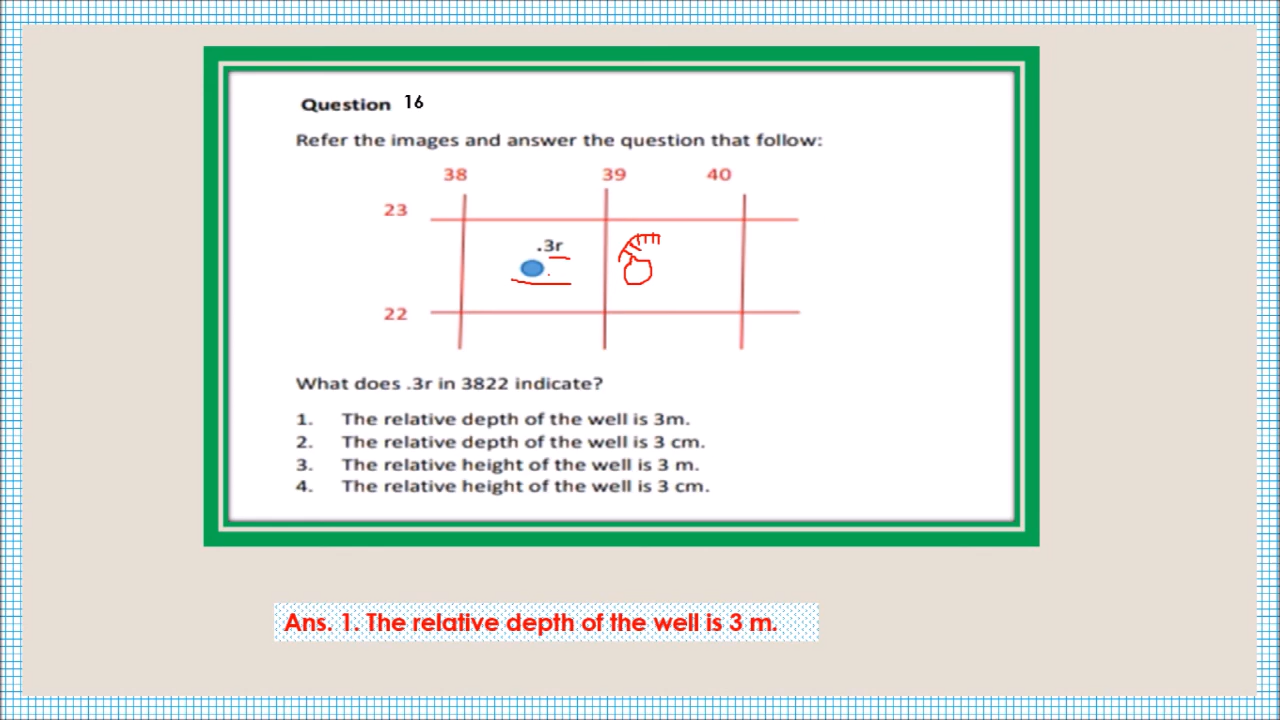 Question 16
Refer the images and answer the question that follow:
38 39 40
23
.3r
22
What does .3r in 3822 indicate?
1. The relative depth of the well is 3m.
2. The relative depth of the well is 3 cm.
3. The relative height of the well is 3 m.
4. The relative height of the well is 3 cm.
Ans. 1. The relative depth of the well is 3 m.